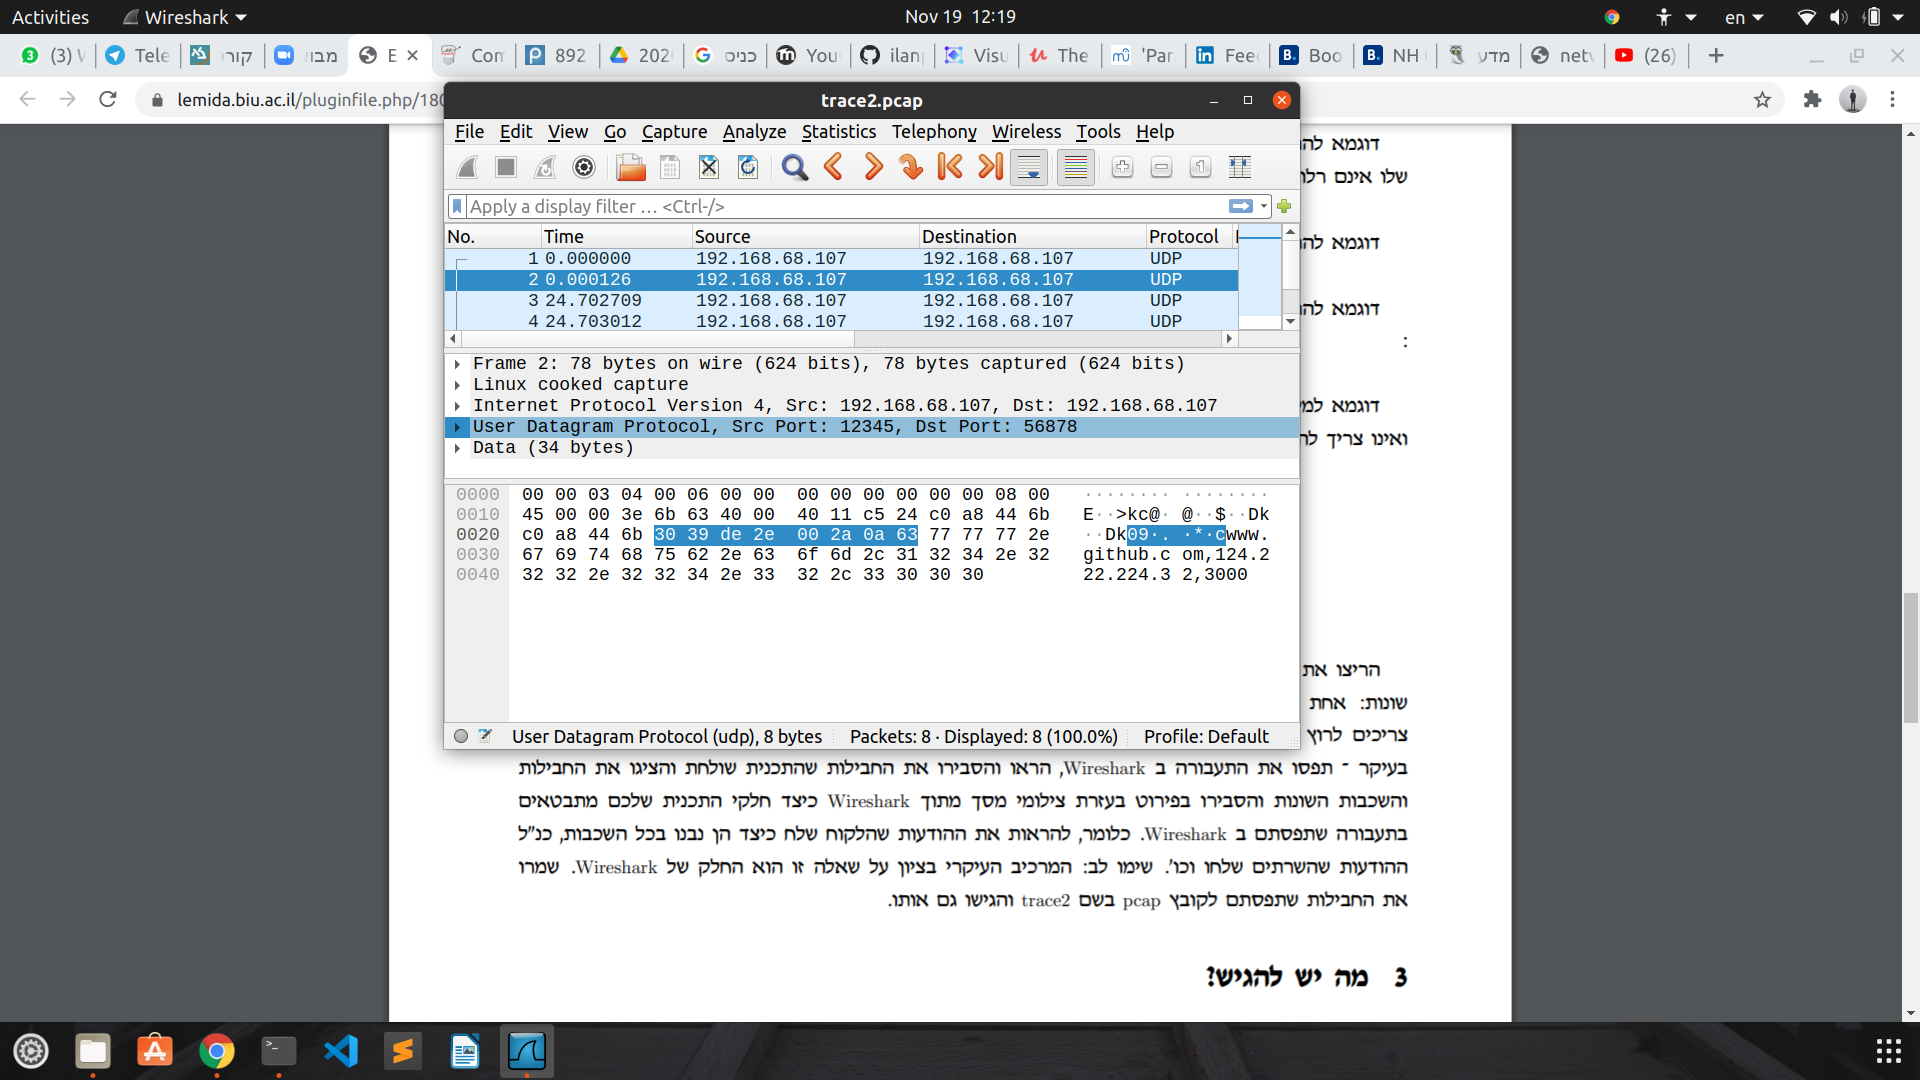 Activities
Wireshark
Nov 19 12:19
en
(3)
Tele
קור
מבו
E
Com
892
202
כניס
You
ilan
Visu
The
'Par
Fee
Boo
NH
מדע
netw
(26)
lemida.biu.ac.il/pluginfile.php/180
trace2.pcap
File Edit View Go Capture Analyze Statistics Telephony Wireless Tools Help
Apply a display filter … <Ctrl-/>
No. Time Source Destination Protocol
1 0.000000 192.168.68.107 192.168.68.107 UDP
2 0.000126 192.168.68.107 192.168.68.107 UDP
3 24.702709 192.168.68.107 192.168.68.107 UDP
4 24.703012 192.168.68.107 192.168.68.107 UDP
Frame 2: 78 bytes on wire (624 bits), 78 bytes captured (624 bits)
Linux cooked capture
Internet Protocol Version 4, Src: 192.168.68.107, Dst: 192.168.68.107
User Datagram Protocol, Src Port: 12345, Dst Port: 56878
Data (34 bytes)
0000 00 00 03 04 00 06 00 00 00 00 00 00 00 00 08 00 ········ ········
0010 45 00 00 3e 6b 63 40 00 40 11 c5 24 c0 a8 44 6b E··>kc@· @··$··Dk
0020 c0 a8 44 6b 30 39 de 2e 00 2a 0a 63 77 77 77 2e ··Dk09·. ·*·cwww.
0030 67 69 74 68 75 62 2e 63 6f 6d 2c 31 32 34 2e 32 github.c om,124.2
0040 32 32 2e 32 32 34 2e 33 32 2c 33 30 30 30 22.224.3 2,3000
User Datagram Protocol (udp), 8 bytes Packets: 8 · Displayed: 8 (100.0%) Profile: Default
דוגמא
שלו אינם
דוגמא
דוגמא
:
דוגמא
ואינו צריך
הריצו את
שונות: אחת
צריכים לרוץ
בעיקר - תפסו את התעבורה ב Wireshark, הראו והסבירו את החבילות שהתכנית שולחת והציגו את החבילות
והשכבות השונות והסבירו בפירוט בעזרת צילומי מסך מתוך Wireshark כיצד חלקי התכנית שלכם מתבטאים
בתעבורה שתפסתם ב Wireshark. כלומר, להראות את ההודעות שהלקוח שלח כיצד הן נבנו בכל השכבות, כנ"ל
ההודעות שהשרתים שלחו וכו'. שימו לב: המרכיב העיקרי בציון על שאלה זו הוא החלק של Wireshark. שמרו
את החבילות שתפסתם לקובץ pcap בשם trace2 והגישו גם אותו.
3 מה יש להגיש?